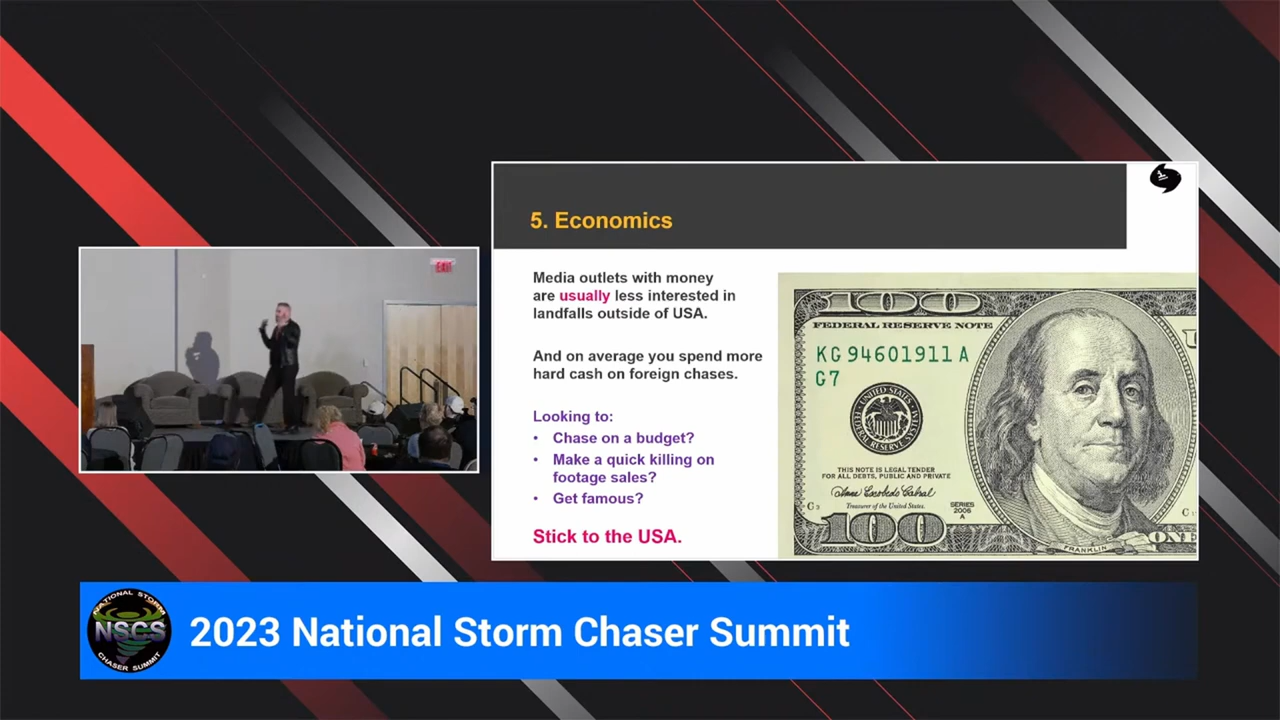 5. Economics
Media outlets with money
are usually less interested in
landfalls outside of USA.
And on average you spend more
hard cash on foreign chases.
Looking to:
• Chase on a budget?
• Make a quick killing on
footage sales?
• Get famous?
Stick to the USA.
100
FEDERAL RESERVE NOTE
KG 94601911 A
G7
THIS NOTE IS LEGAL TENDER
FOR ALL DEBTS, PUBLIC AND PRIVATE
Treasurer of the United States.
SERIES
2006
A
100
FRANKLIN
EXIT
NATIONAL STORM
NSCS
CHASER SUMMIT
2023 National Storm Chaser Summit